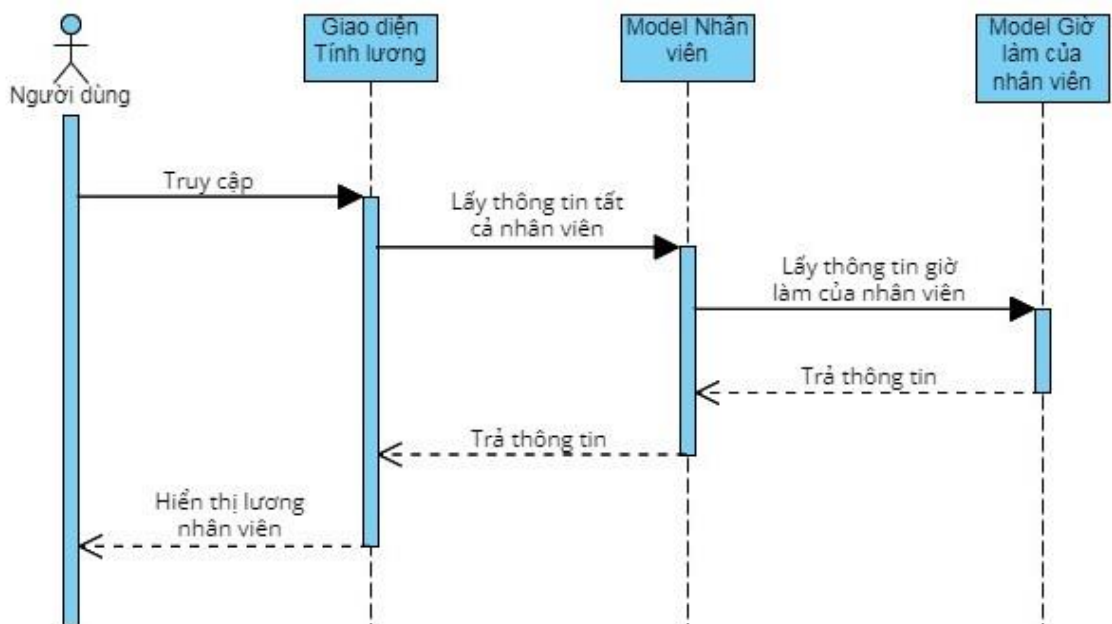 Giao diện
Tính lương
Model Nhân
viên
Model Giờ
làm của
nhân viên
Người dùng
Truy cập
Lấy thông tin tất
cả nhân viên
Lấy thông tin giờ
làm của nhân viên
Trả thông tin
Trả thông tin
Hiển thị lương
nhân viên